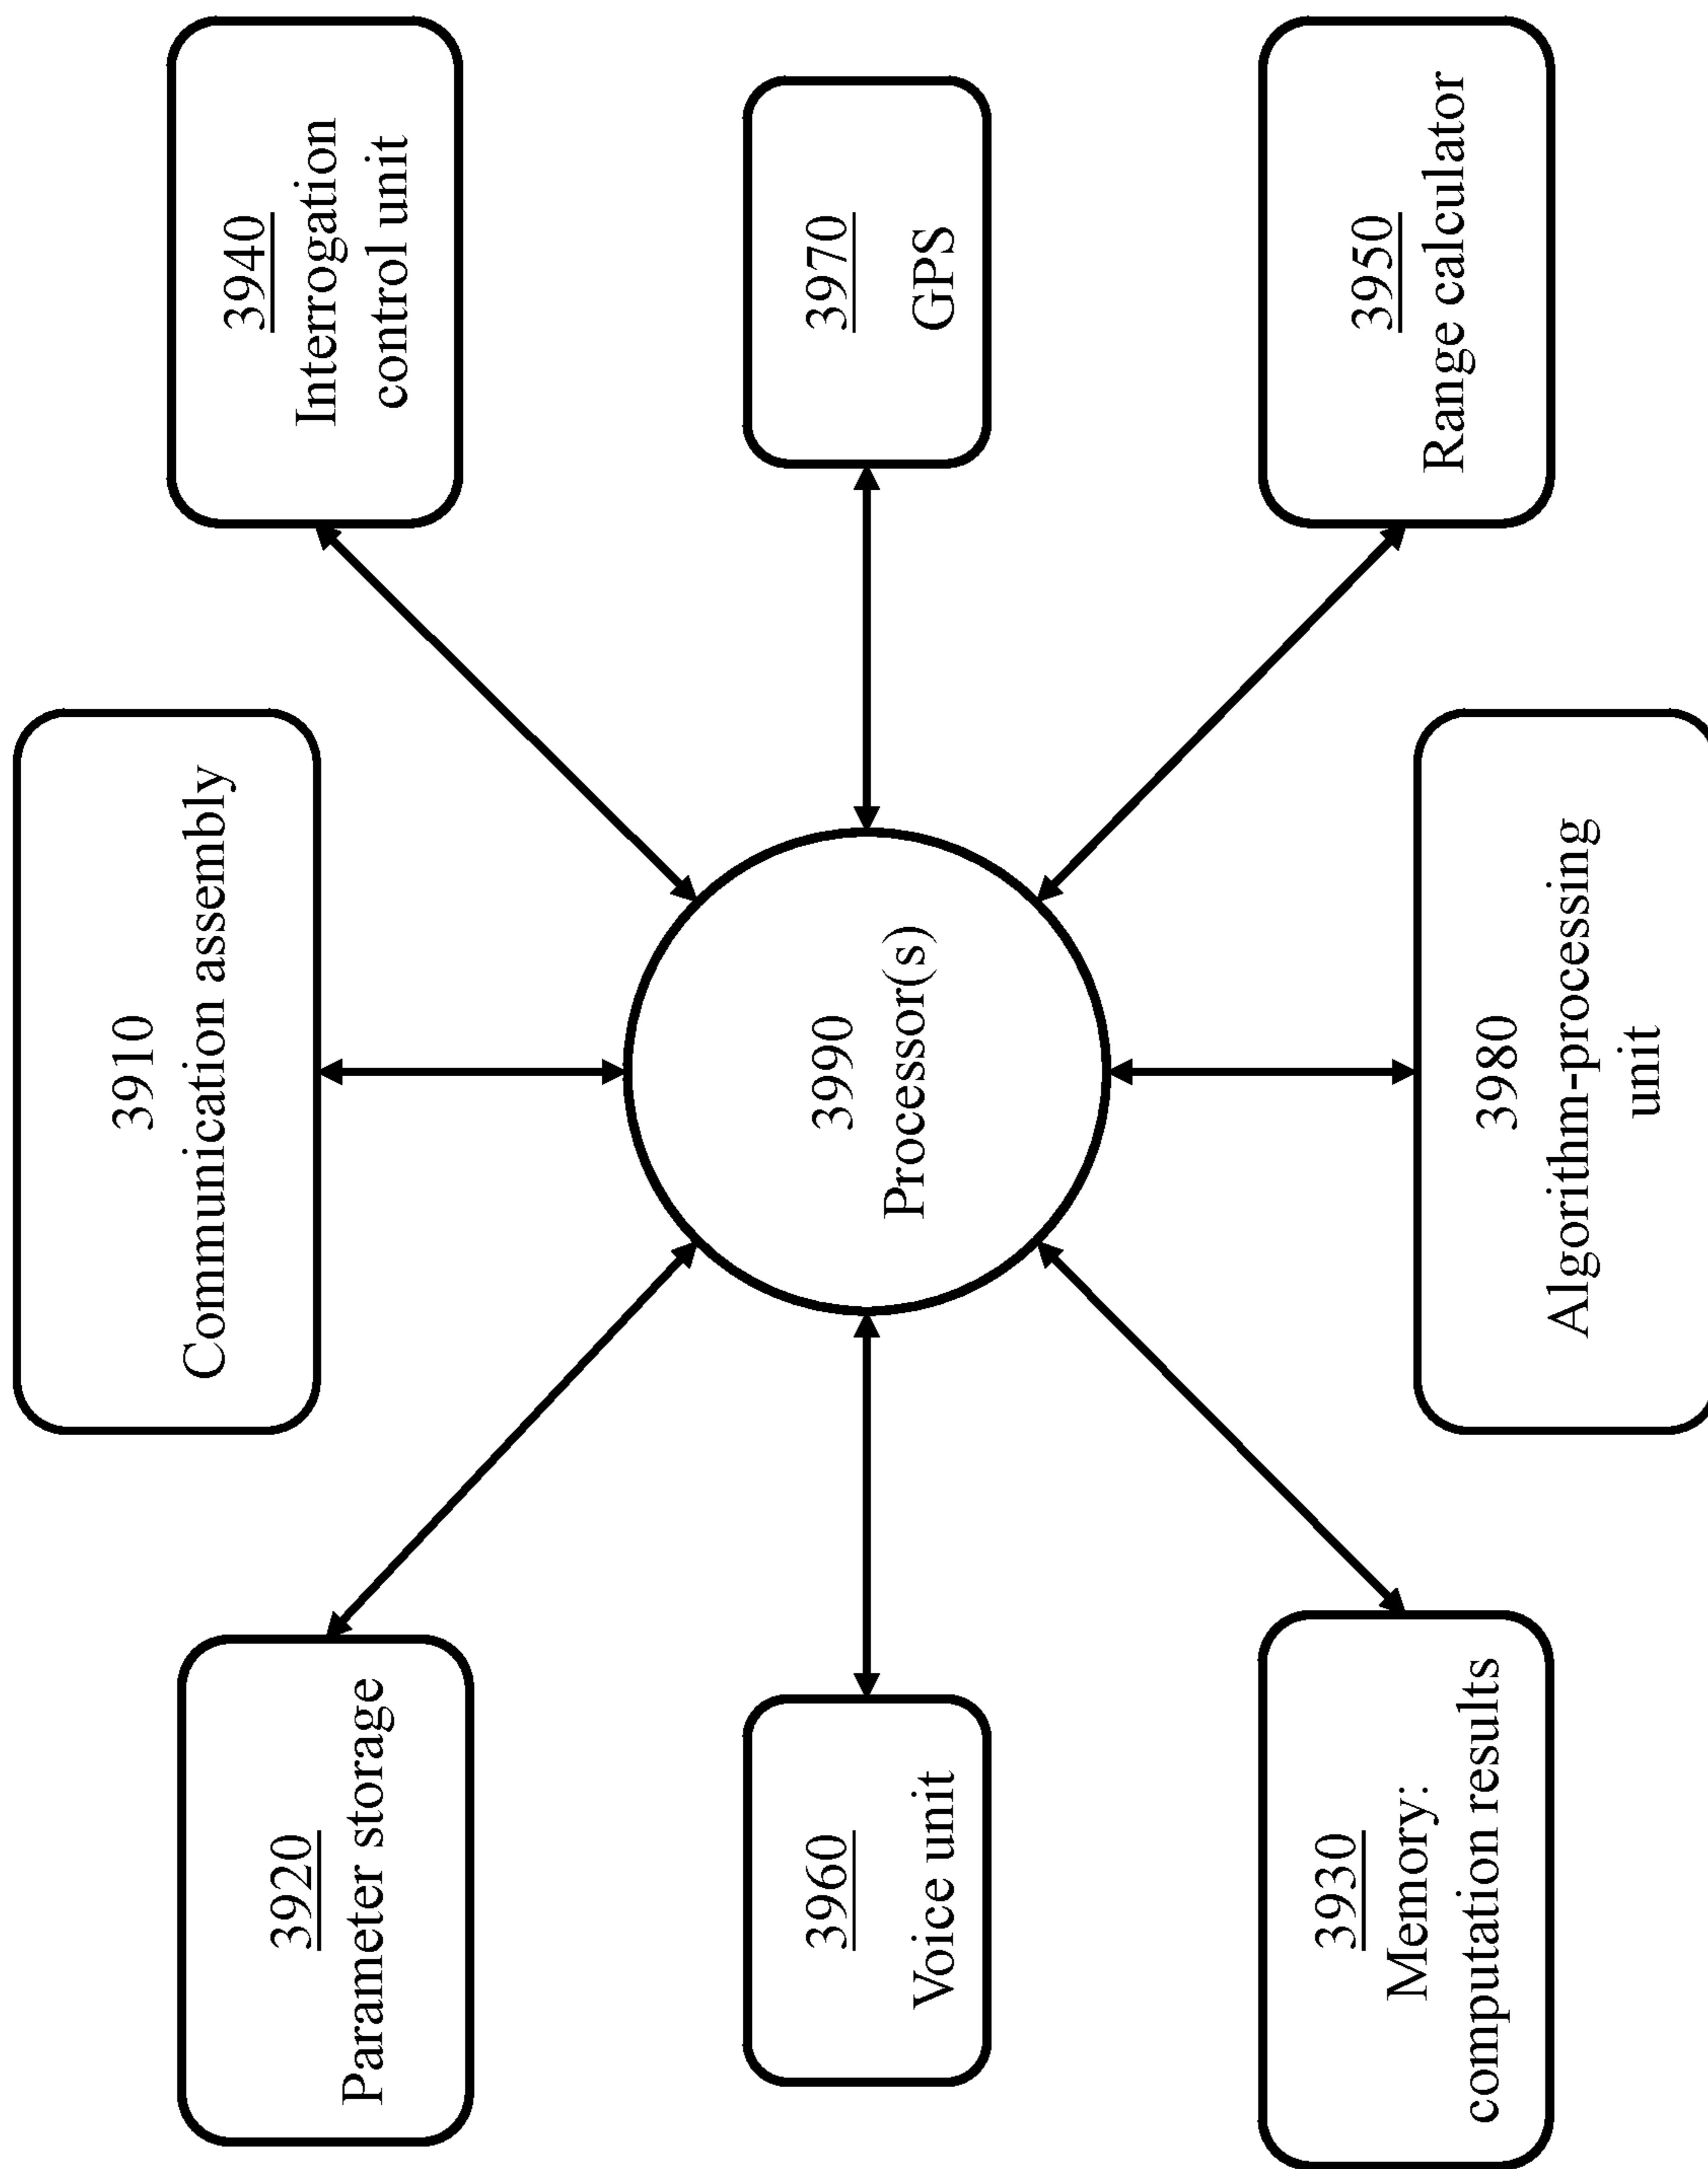 3920
Parameter storage
3910
Communication assembly
3940
Interrogation
control unit
3960
Voice unit
3990
Processor(s)
3970
GPS
3930
Memory:
computation results
3980
Algorithm-processing
unit
3950
Range calculator